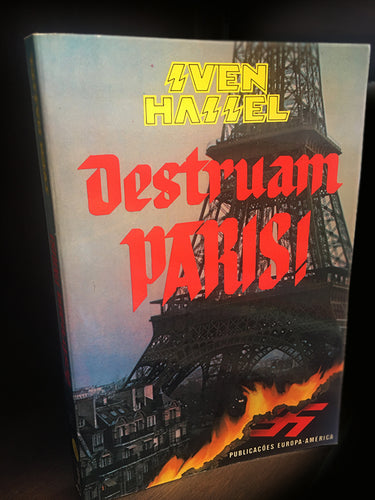 SVEN
HASSEL
Destruam
PARIS!
PUBLICAÇÕES EUROPA-AMÉRICA